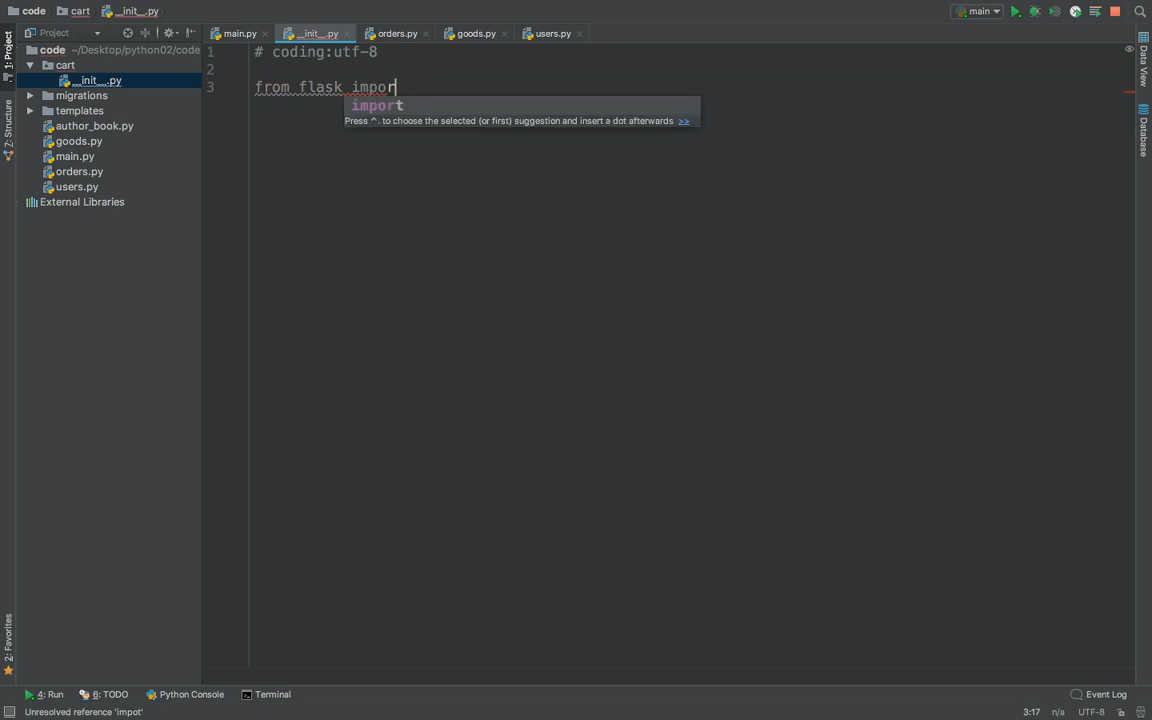 code cart __init__.py main
Project main.py __init__.py orders.py goods.py users.py
code ~/Desktop/python02/code
cart
__init__.py
migrations
templates
author_book.py
goods.py
main.py
orders.py
users.py
External Libraries
1 # coding:utf-8
2
3 from flask impor
import
Press ^. to choose the selected (or first) suggestion and insert a dot afterwards >>
1: Project
7: Structure
2: Favorites
Data View
Database
4: Run 6: TODO Python Console Terminal Event Log
Unresolved reference 'impot' 3:17 n/a UTF-8